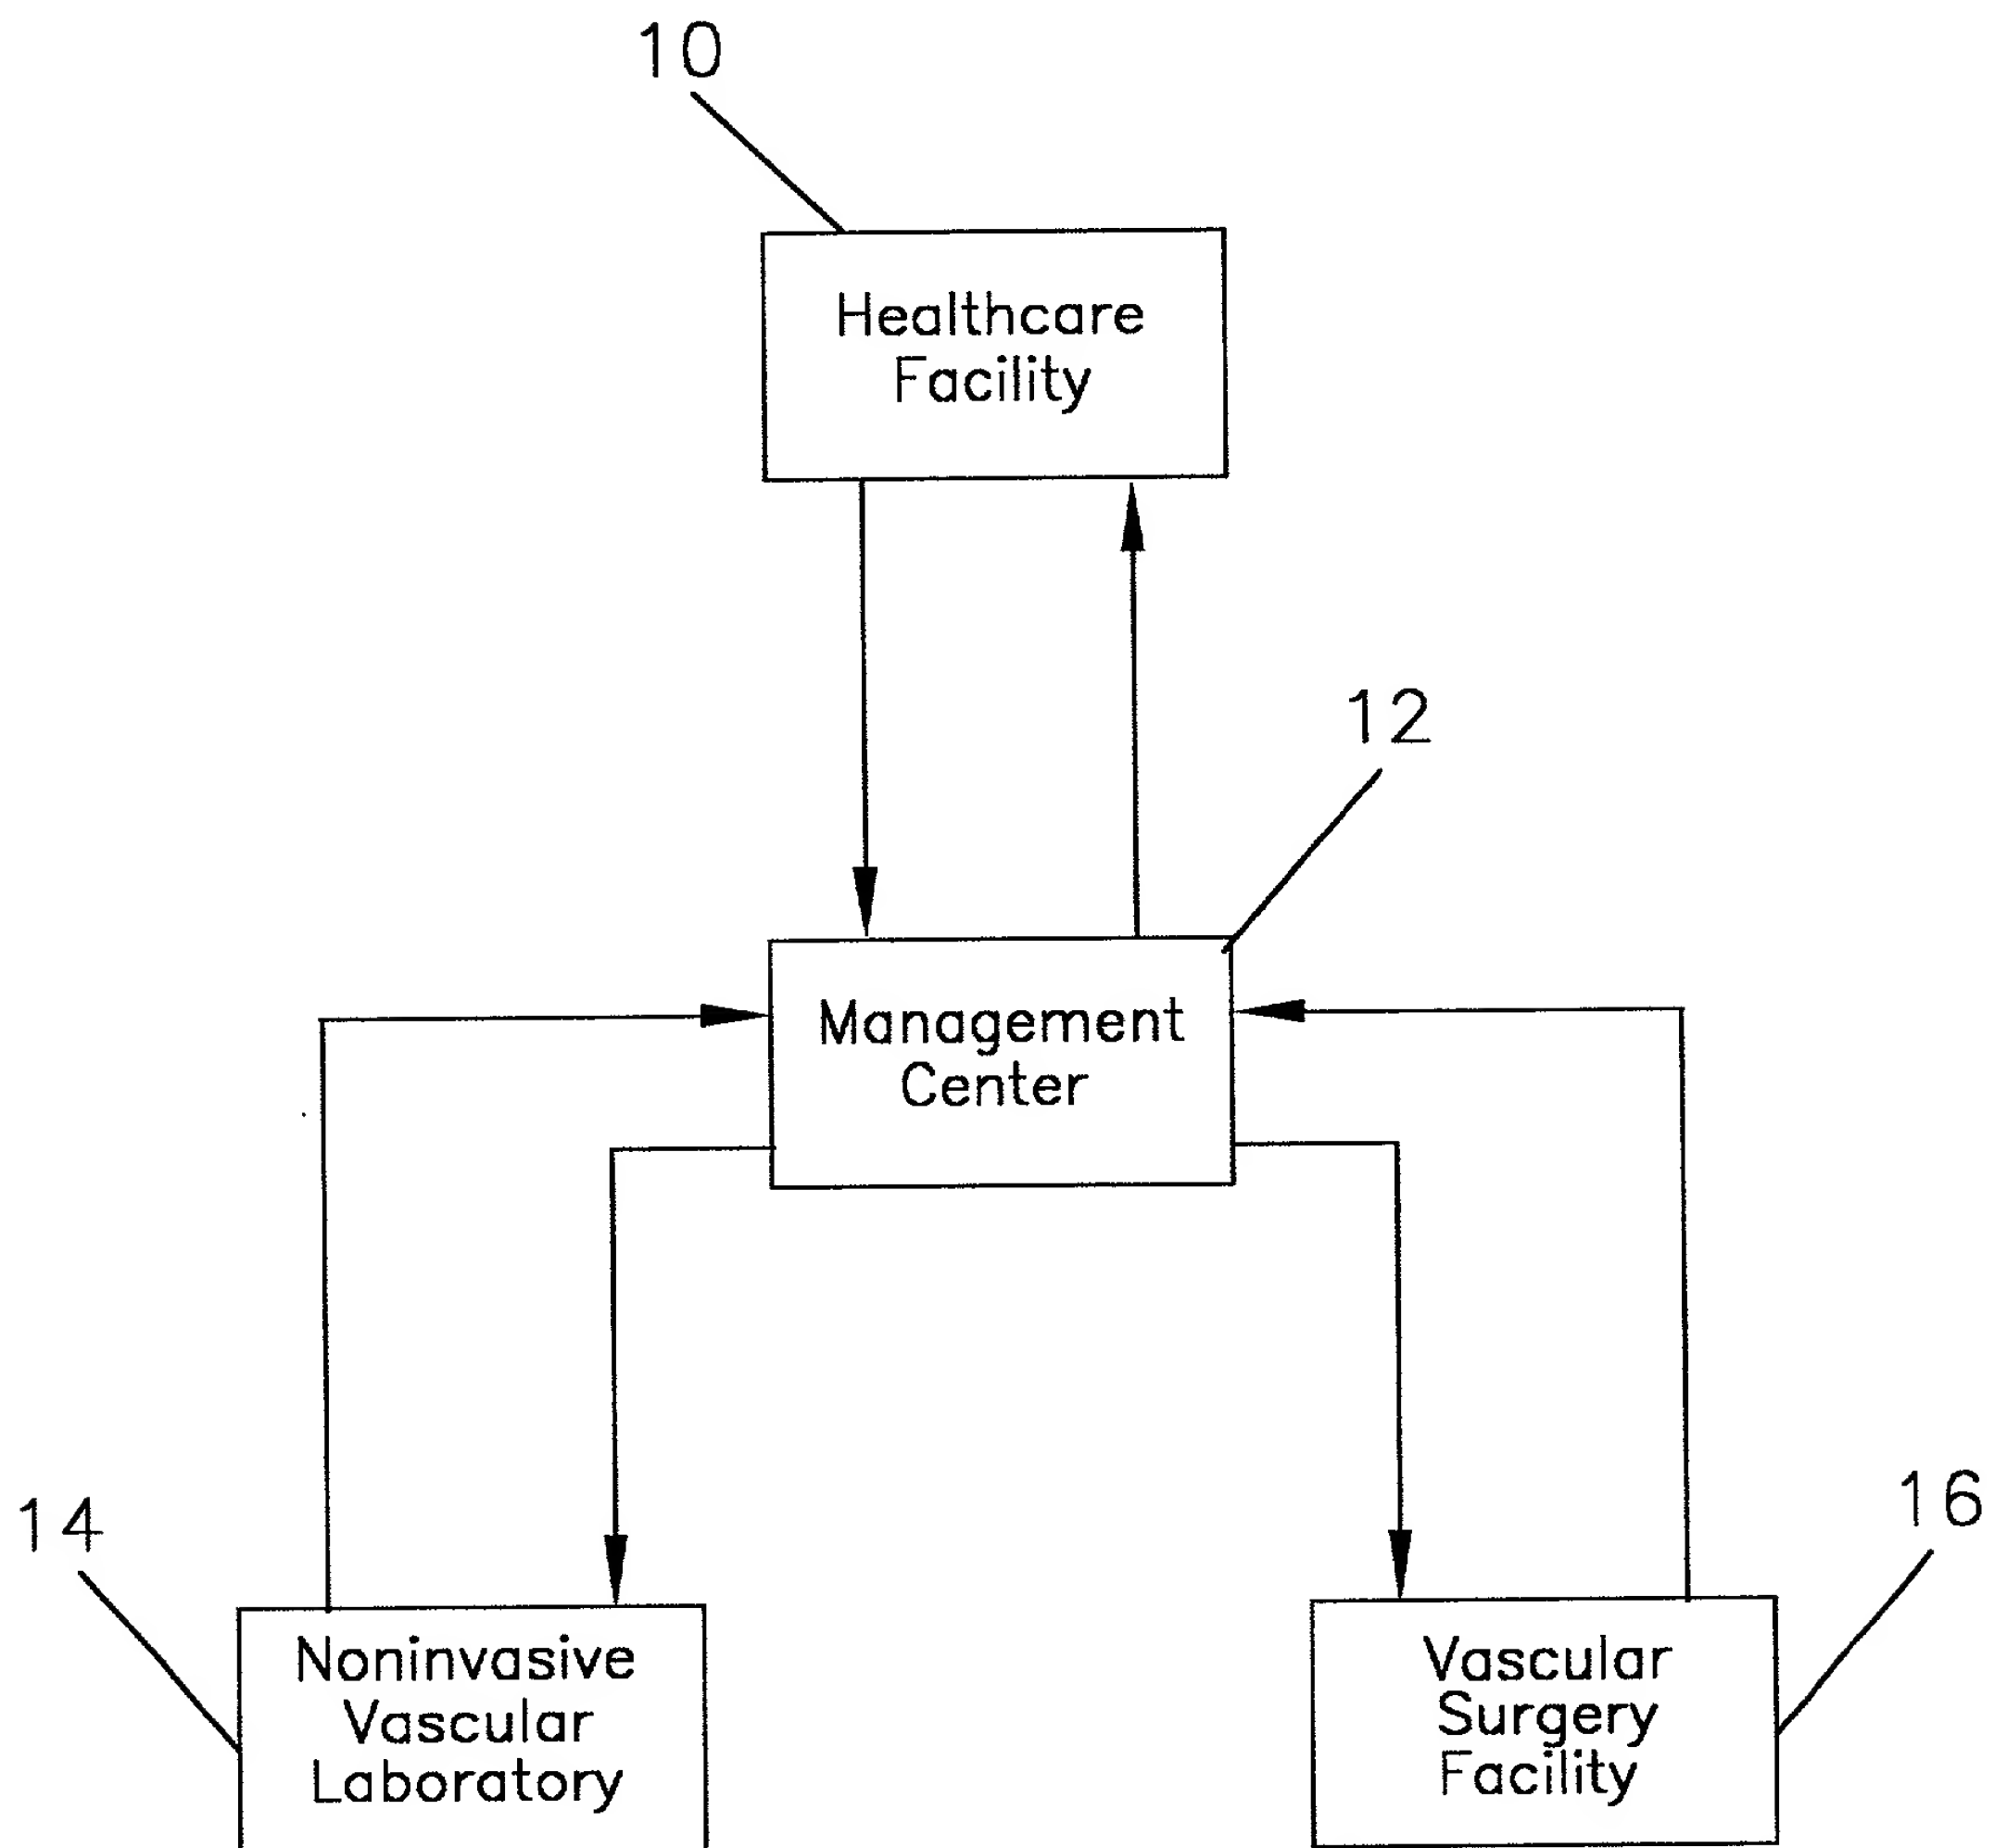 10
Healthcare
Facility
12
Management
Center
14
Noninvasive
Vascular
Laboratory
16
Vascular
Surgery
Facility